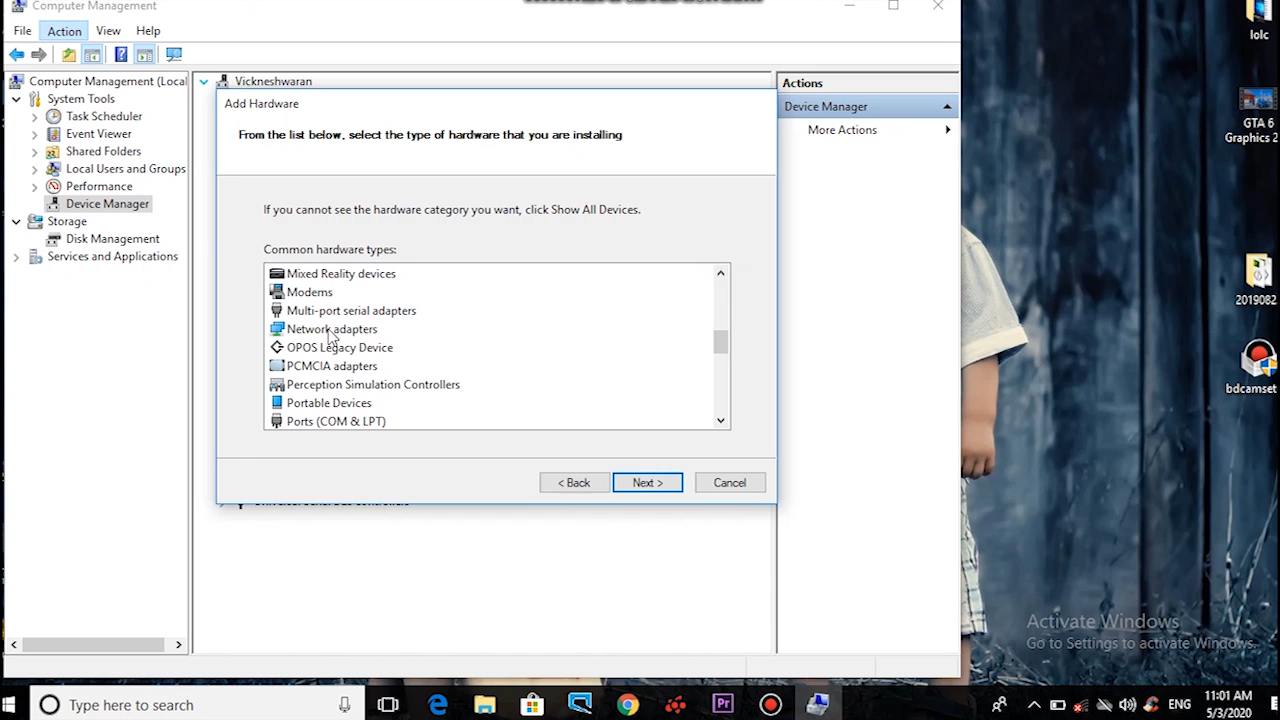 Computer Management
File Action View Help
Computer Management (Local
System Tools
Task Scheduler
Event Viewer
Shared Folders
Local Users and Groups
Performance
Device Manager
Storage
Disk Management
Services and Applications
Vickneshwaran
Add Hardware
From the list below, select the type of hardware that you are installing
If you cannot see the hardware category you want, click Show All Devices.
Common hardware types:
Mixed Reality devices
Modems
Multi-port serial adapters
Network adapters
OPOS Legacy Device
PCMCIA adapters
Perception Simulation Controllers
Portable Devices
Ports (COM & LPT)
< Back Next > Cancel
Actions
Device Manager
More Actions
lolc
GTA 6
Graphics 2
2019082
bdcamset
Activate Windows
Go to Settings to activate Windows.
Type here to search
Pr
ENG
11:01 AM
5/3/2020